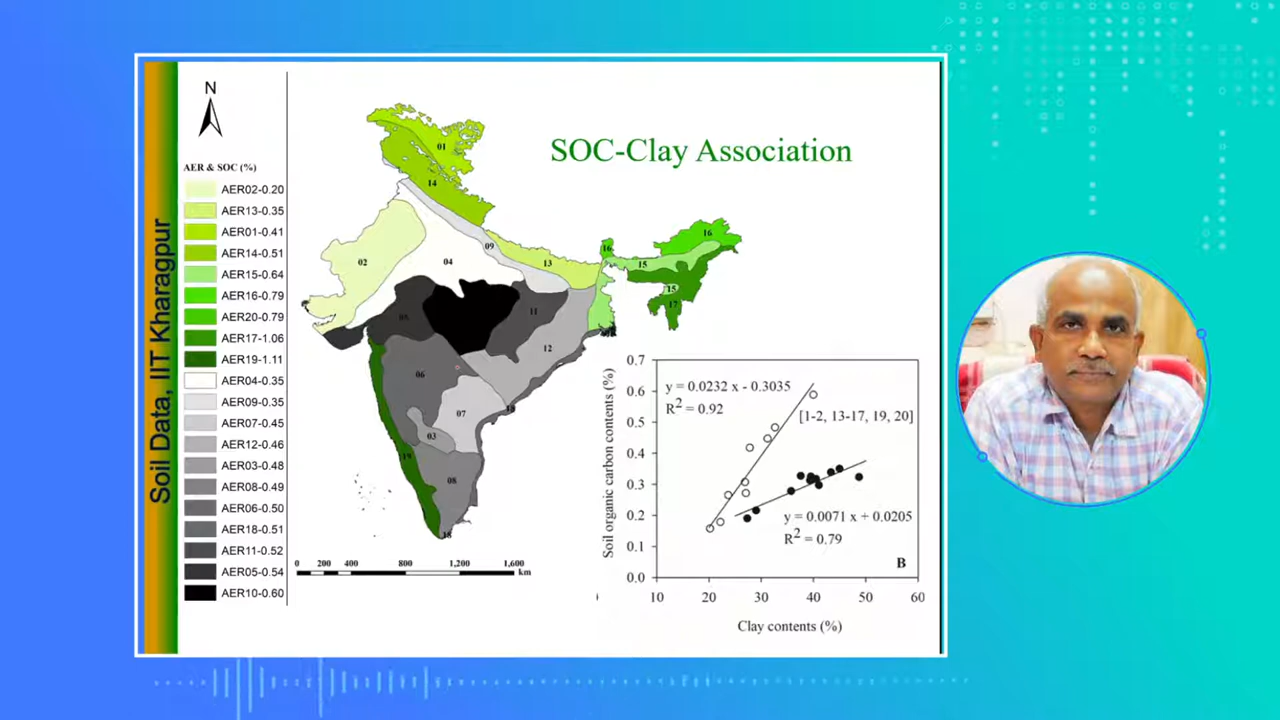 Soil Data, IIT Kharagpur
N
AER & SOC (%)
AER02-0.20
AER13-0.35
AER01-0.41
AER14-0.51
AER15-0.64
AER16-0.79
AER20-0.79
AER17-1.06
AER19-1.11
AER04-0.35
AER09-0.35
AER07-0.45
AER12-0.46
AER03-0.48
AER08-0.49
AER06-0.50
AER18-0.51
AER11-0.52
AER05-0.54
AER10-0.60
SOC-Clay Association
01
14
16
16
09
02
04
13
15
15
17
05
11
12
06
07
18
03
19
08
18
0 200 400 800 1,200 1,600
km
Soil organic carbon contents (%)
0.7
0.6
0.5
0.4
0.3
0.2
0.1
0.0
y = 0.0232 x - 0.3035
R2 = 0.92
[1-2, 13-17, 19, 20]
y = 0.0071 x + 0.0205
R2 = 0.79
B
10 20 30 40 50 60
Clay contents (%)